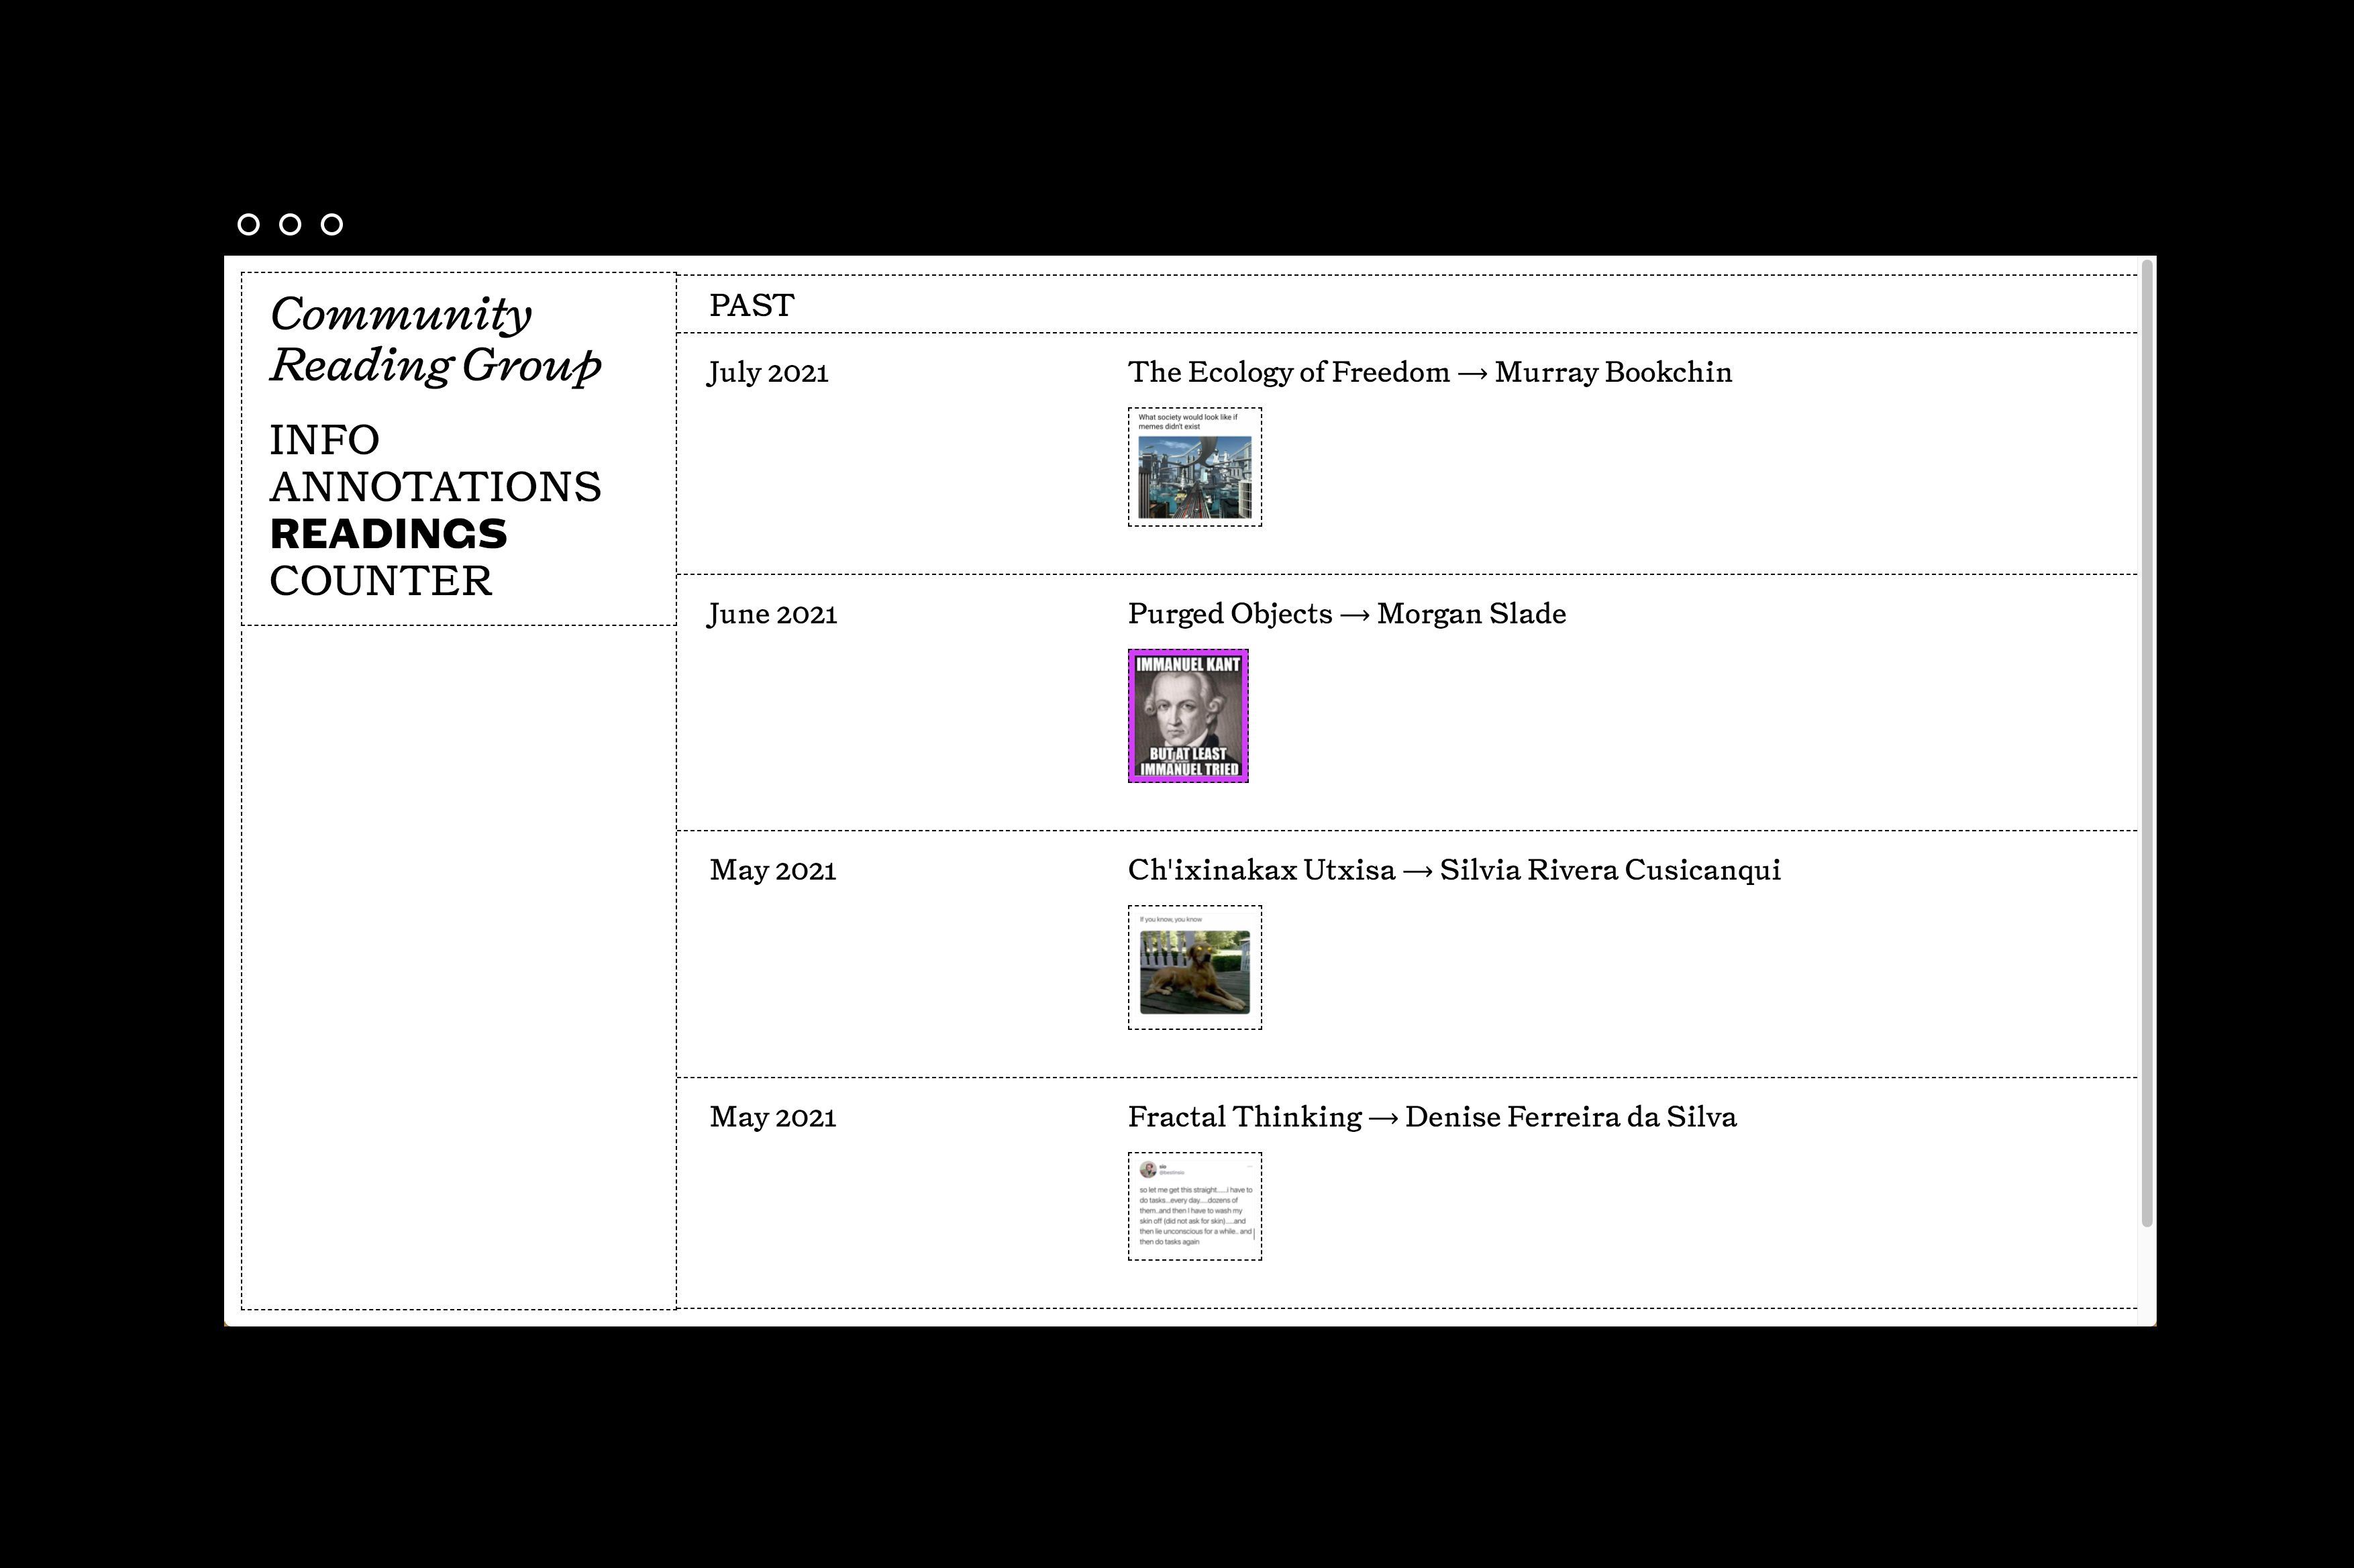 Community
Reading Group
INFO
ANNOTATIONS
READINGS
COUNTER
PAST
July 2021
The Ecology of Freedom ⟶ Murray Bookchin
What society would look like if
memes didn't exist
June 2021
Purged Objects ⟶ Morgan Slade
IMMANUEL KANT
BUT AT LEAST
IMMANUEL TRIED
May 2021
Ch'ixinakax Utxisa ⟶ Silvia Rivera Cusicanqui
If you know, you know
May 2021
Fractal Thinking ⟶ Denise Ferreira da Silva
so let me get this straight.....i have to
do tasks...every day.....dozens of
them..and then I have to wash my
skin off (did not ask for skin).....and
then lie unconscious for a while.. and
then do tasks again